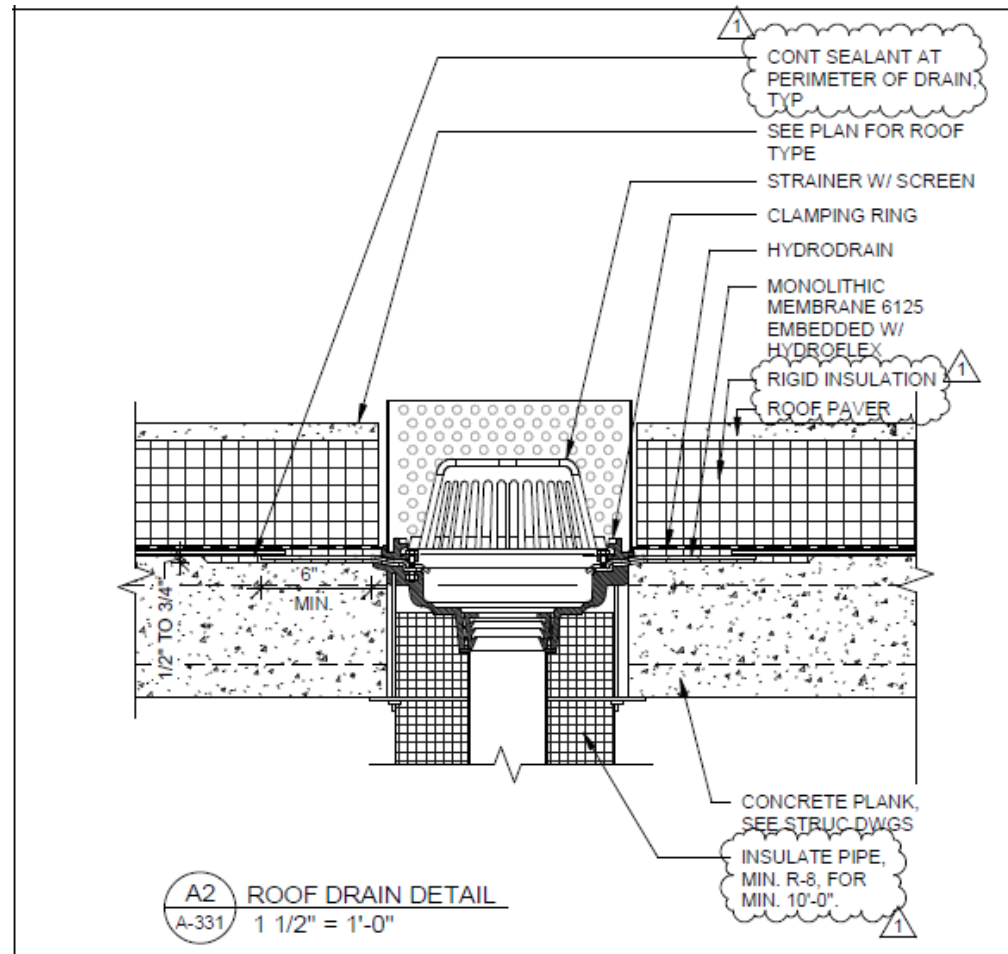 1
CONT SEALANT AT
PERIMETER OF DRAIN,
TYP
SEE PLAN FOR ROOF
TYPE
STRAINER W/ SCREEN
CLAMPING RING
HYDRODRAIN
MONOLITHIC
MEMBRANE 6125
EMBEDDED W/
HYDROFLEX
1
RIGID INSULATION
ROOF PAVER
6"
MIN.
1/2" TO 3/4"
CONCRETE PLANK,
SEE STRUC DWGS
INSULATE PIPE,
MIN. R-8, FOR
MIN. 10'-0".
1
A2
A-331
ROOF DRAIN DETAIL
1 1/2" = 1'-0"